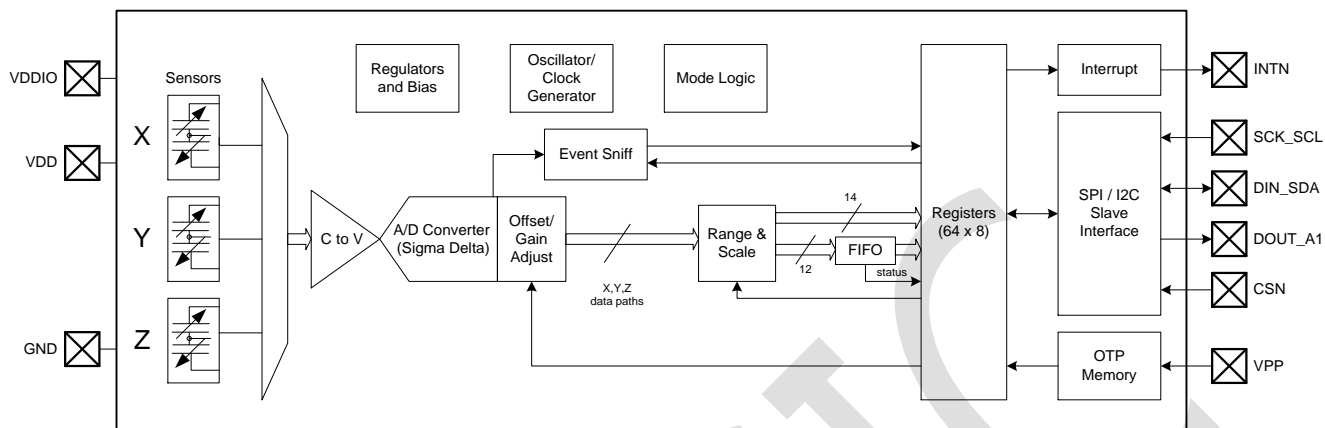 VDDIO
VDD
GND
Sensors
X
Y
Z
Regulators
and Bias
Oscillator/
Clock
Generator
Mode Logic
Event Sniff
C to V
A/D Converter
(Sigma Delta)
Offset/
Gain
Adjust
X,Y,Z
data paths
Range &
Scale
14
12
FIFO
status
Registers
(64 x 8)
Interrupt
SPI / I2C
Slave
Interface
OTP
Memory
INTN
SCK_SCL
DIN_SDA
DOUT_A1
CSN
VPP